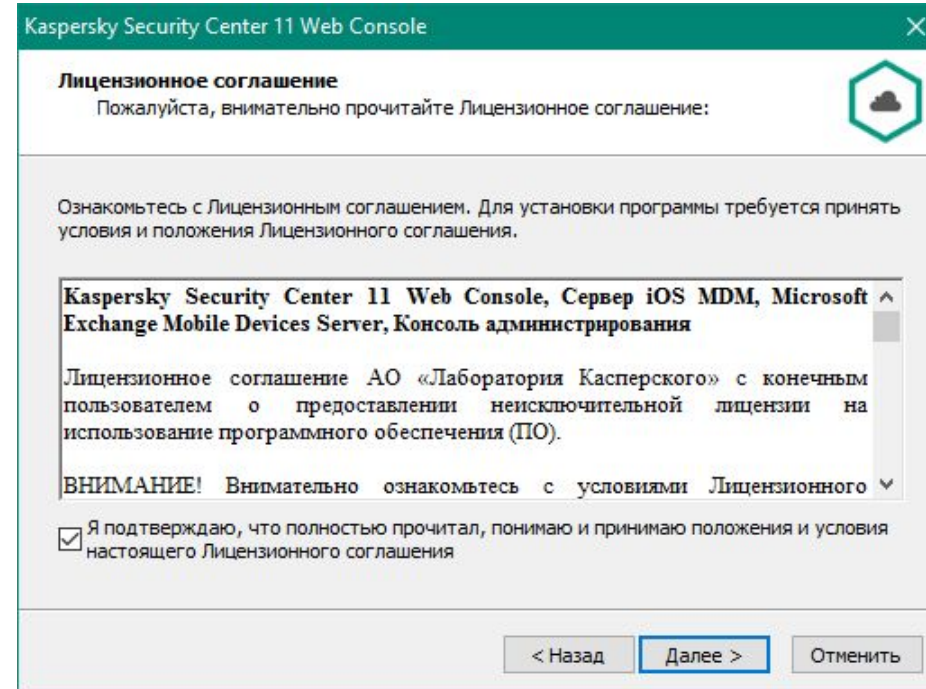 Kaspersky Security Center 11 Web Console
Лицензионное соглашение
Пожалуйста, внимательно прочитайте Лицензионное соглашение:
Ознакомьтесь с Лицензионным соглашением. Для установки программы требуется принять
условия и положения Лицензионного соглашения.
Kaspersky Security Center 11 Web Console, Сервер iOS MDM, Microsoft
Exchange Mobile Devices Server, Консоль администрирования
Лицензионное соглашение АО «Лаборатория Касперского» с конечным
пользователем о предоставлении неисключительной лицензии на
использование программного обеспечения (ПО).
ВНИМАНИЕ! Внимательно ознакомьтесь с условиями Лицензионного
Я подтверждаю, что полностью прочитал, понимаю и принимаю положения и условия
настоящего Лицензионного соглашения
< Назад
Далее >
Отменить